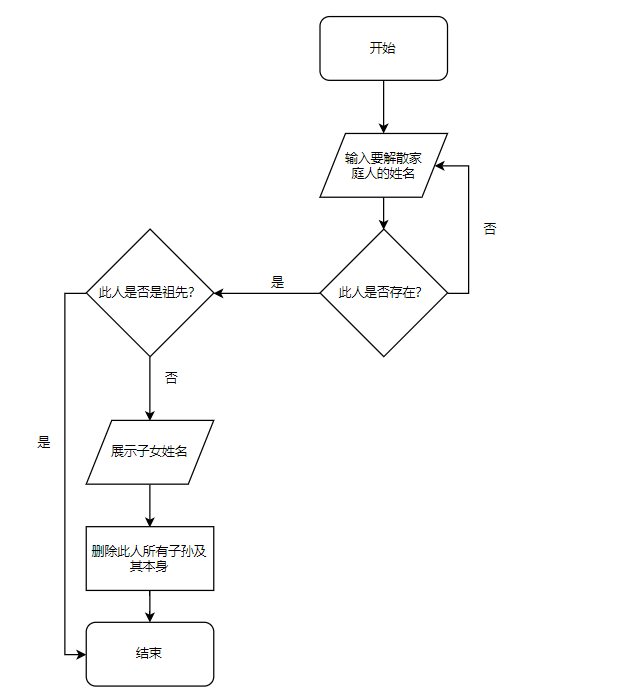 开始
输入要解散家
庭人的姓名
否
是
此人是否是祖先？
此人是否存在？
否
展示子女姓名
是
删除此人所有子孙及
其本身
结束